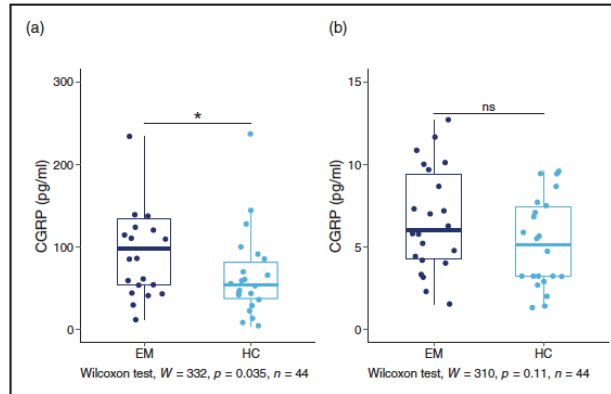 (a)
CGRP (pg/ml)
300
200
100
0
*
EM HC
Wilcoxon test, W = 332, p = 0.035, n = 44
(b)
CGRP (pg/ml)
15
10
5
0
ns
EM HC
Wilcoxon test, W = 310, p = 0.11, n = 44